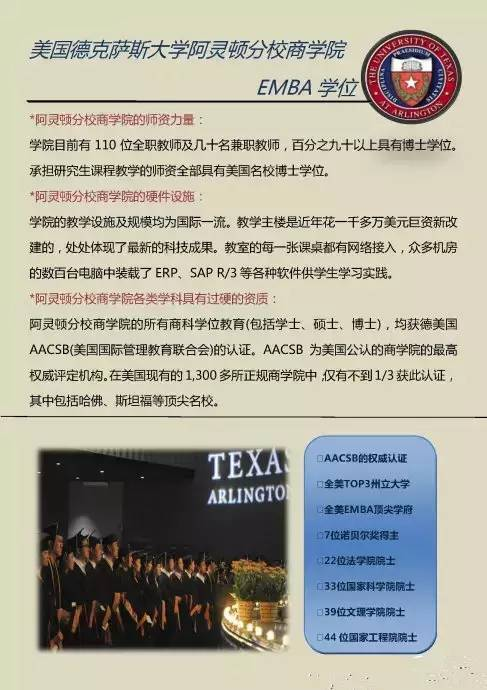 美国德克萨斯大学阿灵顿分校商学院
EMBA 学位
THE UNIVERSITY OF TEXAS
PRAESIDIUM
DISCIPLINA
CIVITATIS
AT ARLINGTON
*阿灵顿分校商学院的师资力量：
学院目前有 110 位全职教师及几十名兼职教师，百分之九十以上具有博士学位。
承担研究生课程教学的师资全部具有美国名校博士学位。
*阿灵顿分校商学院的硬件设施：
学院的教学设施及规模均为国际一流。教学主楼是近年花一千多万美元巨资新改
建的，处处体现了最新的科技成果。教室的每一张课桌都有网络接入，众多机房
的数百台电脑中装载了 ERP、SAP R/3 等各种软件供学生学习实践。
*阿灵顿分校商学院各类学科具有过硬的资质：
阿灵顿分校商学院的所有商科学位教育(包括学士、硕士、博士)，均获德美国
AACSB(美国国际管理教育联合会)的认证。AACSB 为美国公认的商学院的最高
权威评定机构。在美国现有的 1,300 多所正规商学院中，仅有不到 1/3 获此认证，
其中包括哈佛、斯坦福等顶尖名校。
TEXAS
ARLINGTON
□AACSB的权威认证
□全美TOP3州立大学
□全美EMBA顶尖学府
□7位诺贝尔奖得主
□22位法学院院士
□33位国家科学院院士
□39位文理学院院士
□44 位国家工程院院士